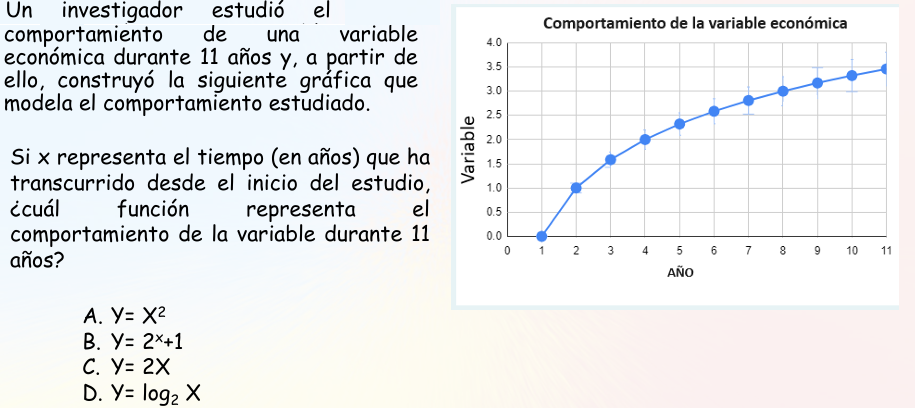 Un investigador estudió el
comportamiento de una variable
económica durante 11 años y, a partir de
ello, construyó la siguiente gráfica que
modela el comportamiento estudiado.
Si x representa el tiempo (en años) que ha
transcurrido desde el inicio del estudio,
¿cuál función representa el
comportamiento de la variable durante 11
años?
A. Y= X²
B. Y= 2ˣ+1
C. Y= 2X
D. Y= log₂ X
Comportamiento de la variable económica
Variable
4.0
3.5
3.0
2.5
2.0
1.5
1.0
0.5
0.0
0 1 2 3 4 5 6 7 8 9 10 11
AÑO